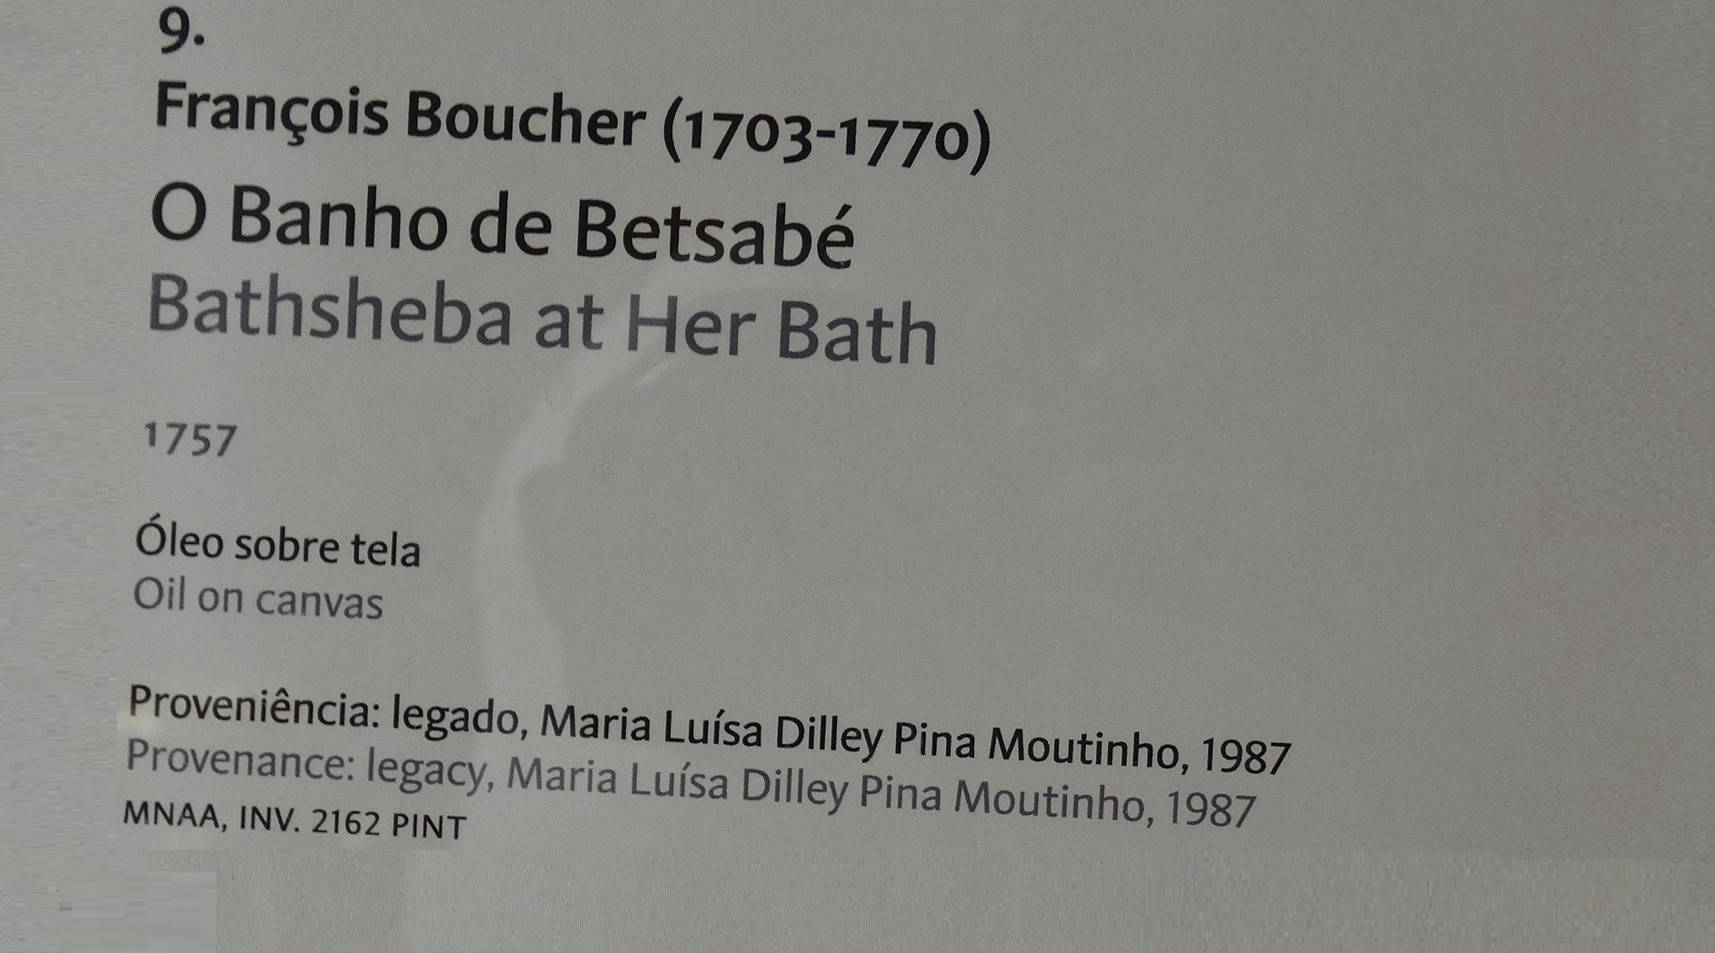 9.
François Boucher (1703-1770)
O Banho de Betsabé
Bathsheba at Her Bath
1757
Óleo sobre tela
Oil on canvas
Proveniência: legado, Maria Luísa Dilley Pina Moutinho, 1987
Provenance: legacy, Maria Luísa Dilley Pina Moutinho, 1987
MNAA, INV. 2162 PINT